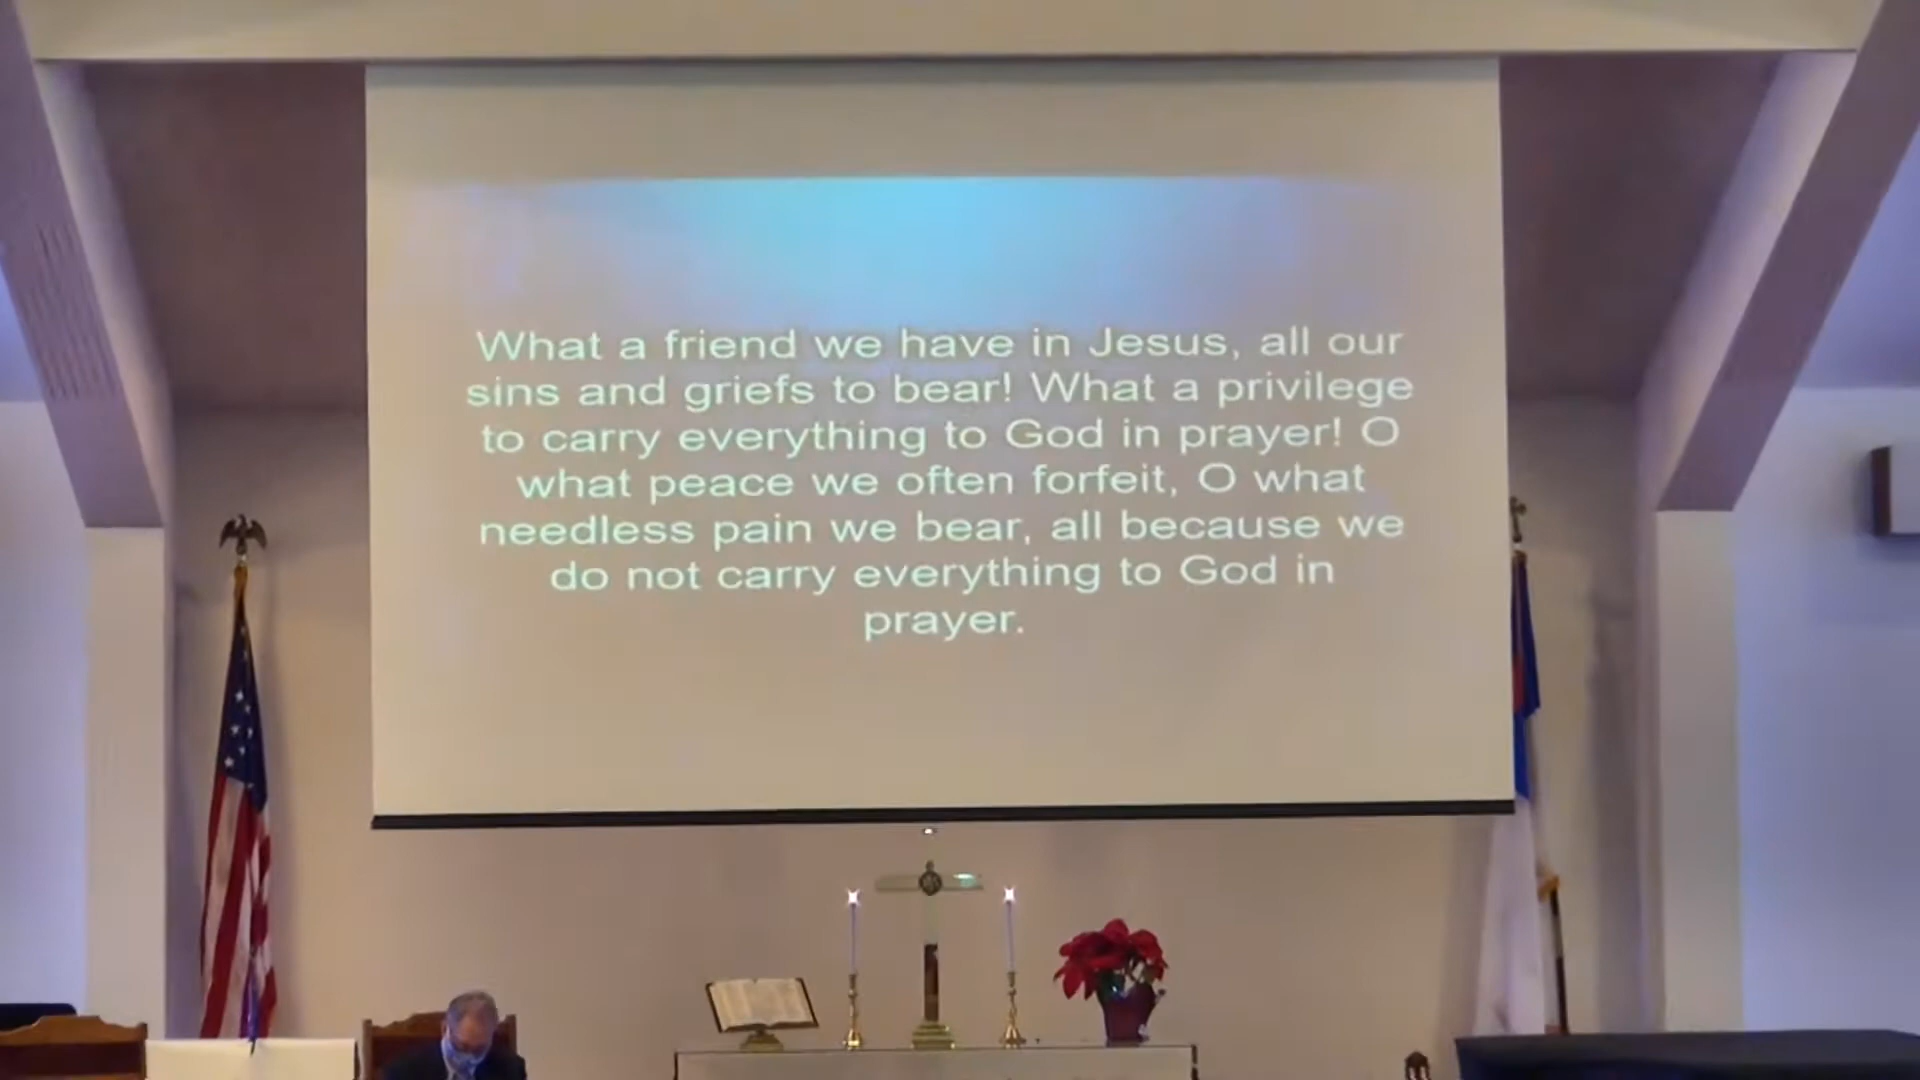 What a friend we have in Jesus, all our
sins and griefs to bear! What a privilege
to carry everything to God in prayer! O
what peace we often forfeit, O what
needless pain we bear, all because we
do not carry everything to God in
prayer.